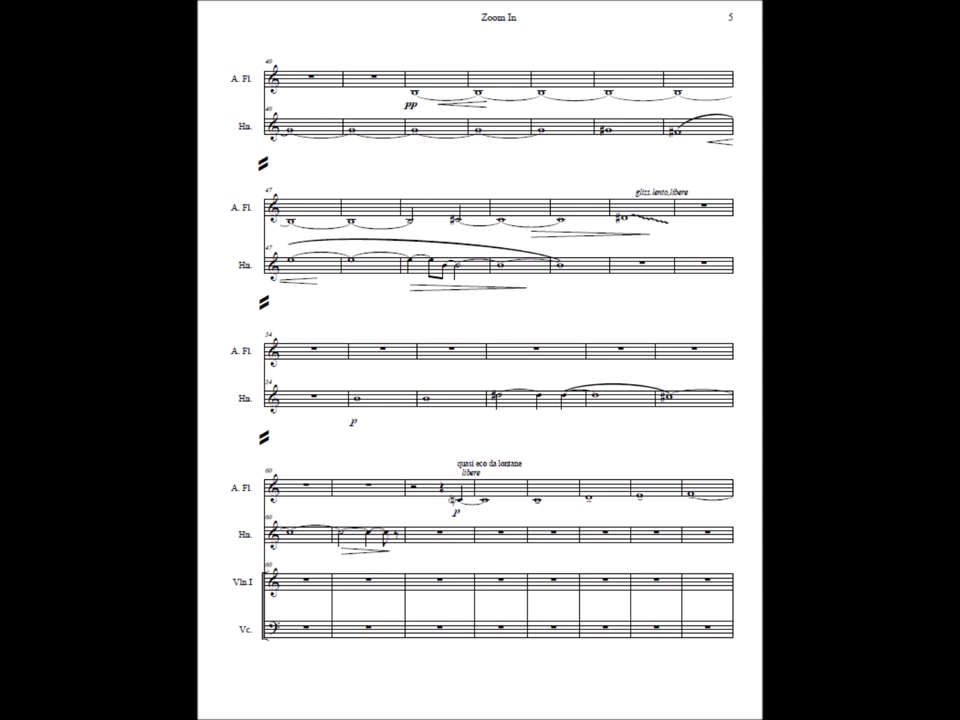 Zoom In 5
40
A. Fl.
pp
40
Hn.
47
gliss.lento,libere
A. Fl.
47
Hn.
54
A. Fl.
54
Hn.
p
quasi eco da lontane
libere
60
A. Fl.
p
60
Hn.
60
Vln.I
Vc.